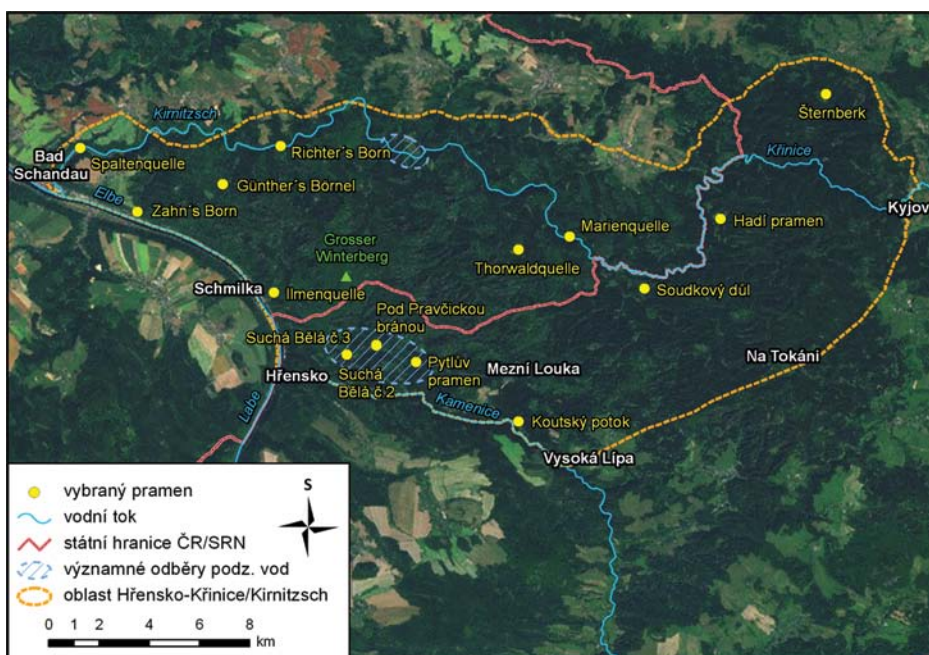 Kirnitzsch
Šternberk
Bad
Schandau
Spaltenquelle
Richter´s Born
Křinice
Günther´s Börnel
Elbe
Zahn´s Born
Kyjov
Hadí pramen
Marienquelle
Grosser
Winterberg
Thorwaldquelle
Schmilka
Ilmenquelle
Soudkový důl
Pod Pravčickou
bránou
Suchá Bělá č.3
Hřensko
Suchá
Bělá č.2
Pytlův
pramen
Mezní Louka
Na Tokáni
Labe
Kamenice
Koutský potok
Vysoká Lípa
S
vybraný pramen
vodní tok
státní hranice ČR/SRN
významné odběry podz. vod
oblast Hřensko-Křinice/Kirnitzsch
0 1 2 4 6 8
km